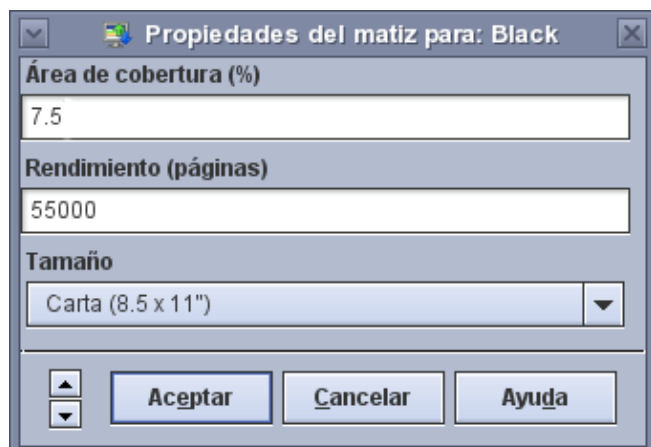 Propiedades del matiz para: Black
Área de cobertura (%)
7.5
Rendimiento (páginas)
55000
Tamaño
Carta (8.5 x 11")
Aceptar Cancelar Ayuda